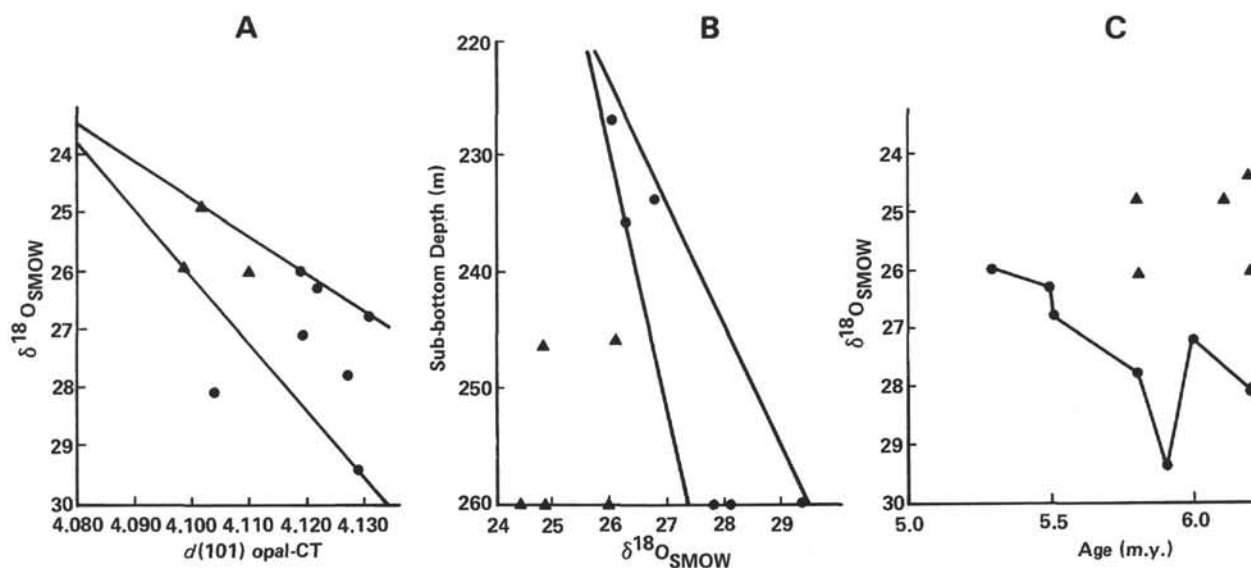 A
24
25
26
27
28
29
30
δ18OSMOW
4.080 4.090 4.100 4.110 4.120 4.130
d(101) opal-CT
B
220
230
240
250
260
Sub-bottom Depth (m)
24 25 26 27 28 29
δ18OSMOW
C
24
25
26
27
28
29
30
δ18OSMOW
5.0 5.5 6.0
Age (m.y.)